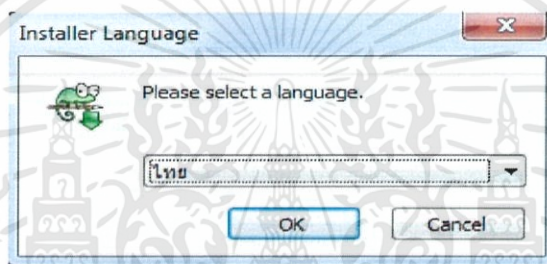 Installer Language
Please select a language.
ไทย
OK
Cancel